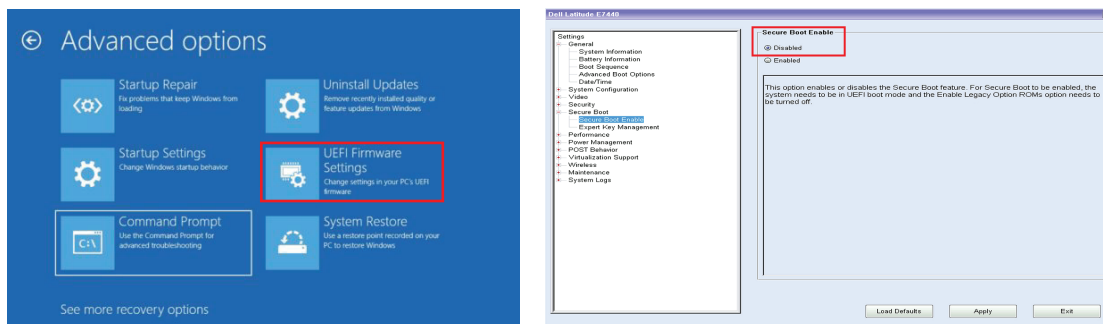 Advanced options
Startup Repair
Fix problems that keep Windows from
loading
Uninstall Updates
Remove recently installed quality or
feature updates from Windows
Startup Settings
Change Windows startup behavior
UEFI Firmware
Settings
Change settings in your PC's UEFI
firmware
C:\
Command Prompt
Use the Command Prompt for
advanced troubleshooting
System Restore
Use a restore point recorded on your
PC to restore Windows
See more recovery options
Dell Latitude E7440
Settings
General
System Information
Battery Information
Boot Sequence
Advanced Boot Options
Date/Time
System Configuration
Video
Security
Secure Boot
Secure Boot Enable
Expert Key Management
Performance
Power Management
POST Behavior
Virtualization Support
Wireless
Maintenance
System Logs
Secure Boot Enable
Disabled
Enabled
This option enables or disables the Secure Boot feature. For Secure Boot to be enabled, the
system needs to be in UEFI boot mode and the Enable Legacy Option ROMs option needs to
be turned off.
Load Defaults
Apply
Exit